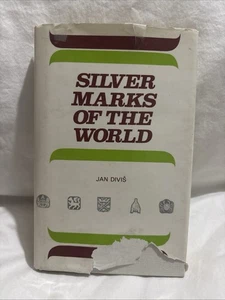 SILVER
MARKS
OF THE
WORLD
JAN DIVIŠ